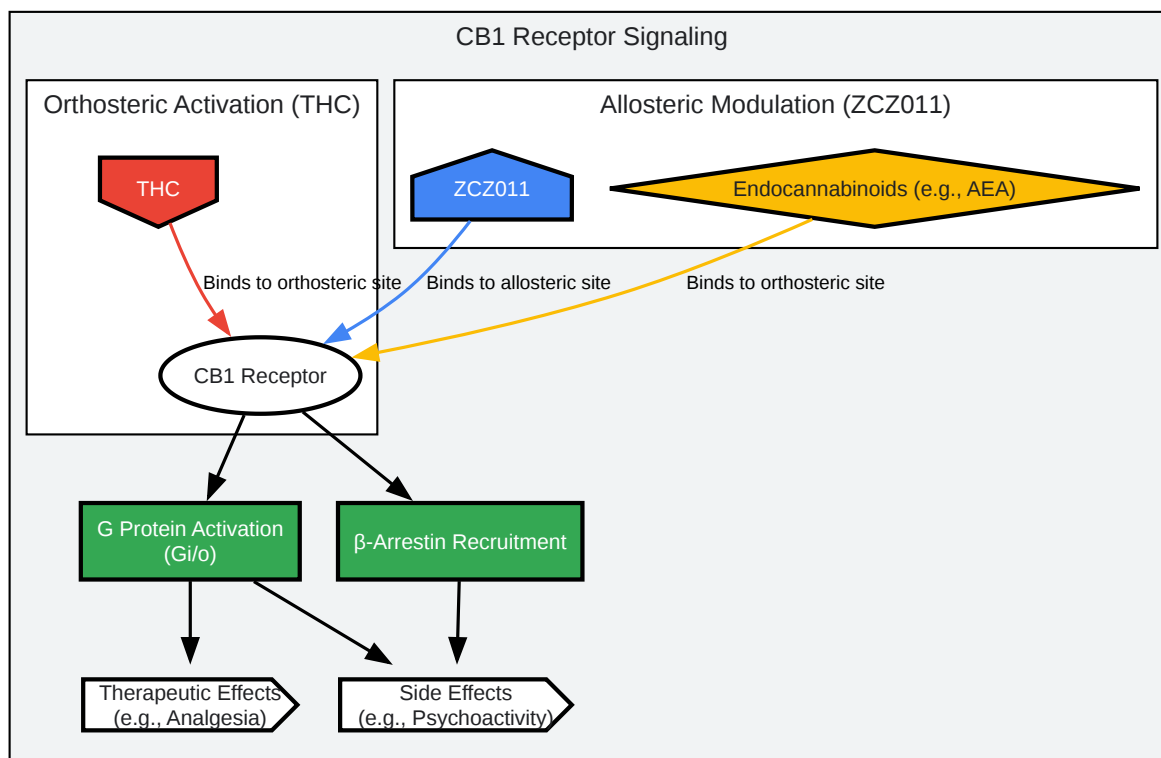 CB1 Receptor Signaling
Orthosteric Activation (THC)
Allosteric Modulation (ZCZ011)
THC
ZCZ011
Endocannabinoids (e.g., AEA)
Binds to orthosteric site
Binds to allosteric site
Binds to orthosteric site
CB1 Receptor
G Protein Activation
(Gi/o)
β-Arrestin Recruitment
Therapeutic Effects
(e.g., Analgesia)
Side Effects
(e.g., Psychoactivity)